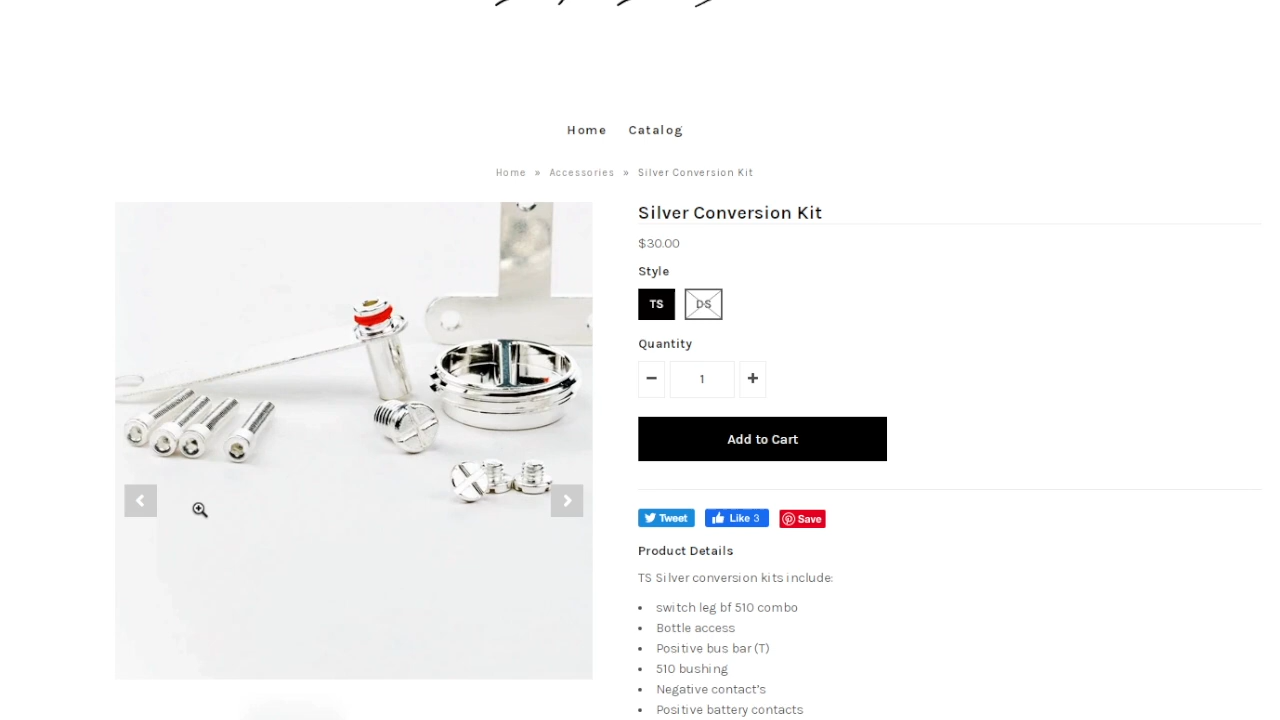 Home Catalog
Home » Accessories » Silver Conversion Kit
Silver Conversion Kit
$30.00
Style
TS DS
Quantity
1
Add to Cart
Tweet Like 3 Save
Product Details
TS Silver conversion kits include:
switch leg bf 510 combo
Bottle access
Positive bus bar (T)
510 bushing
Negative contact's
Positive battery contacts